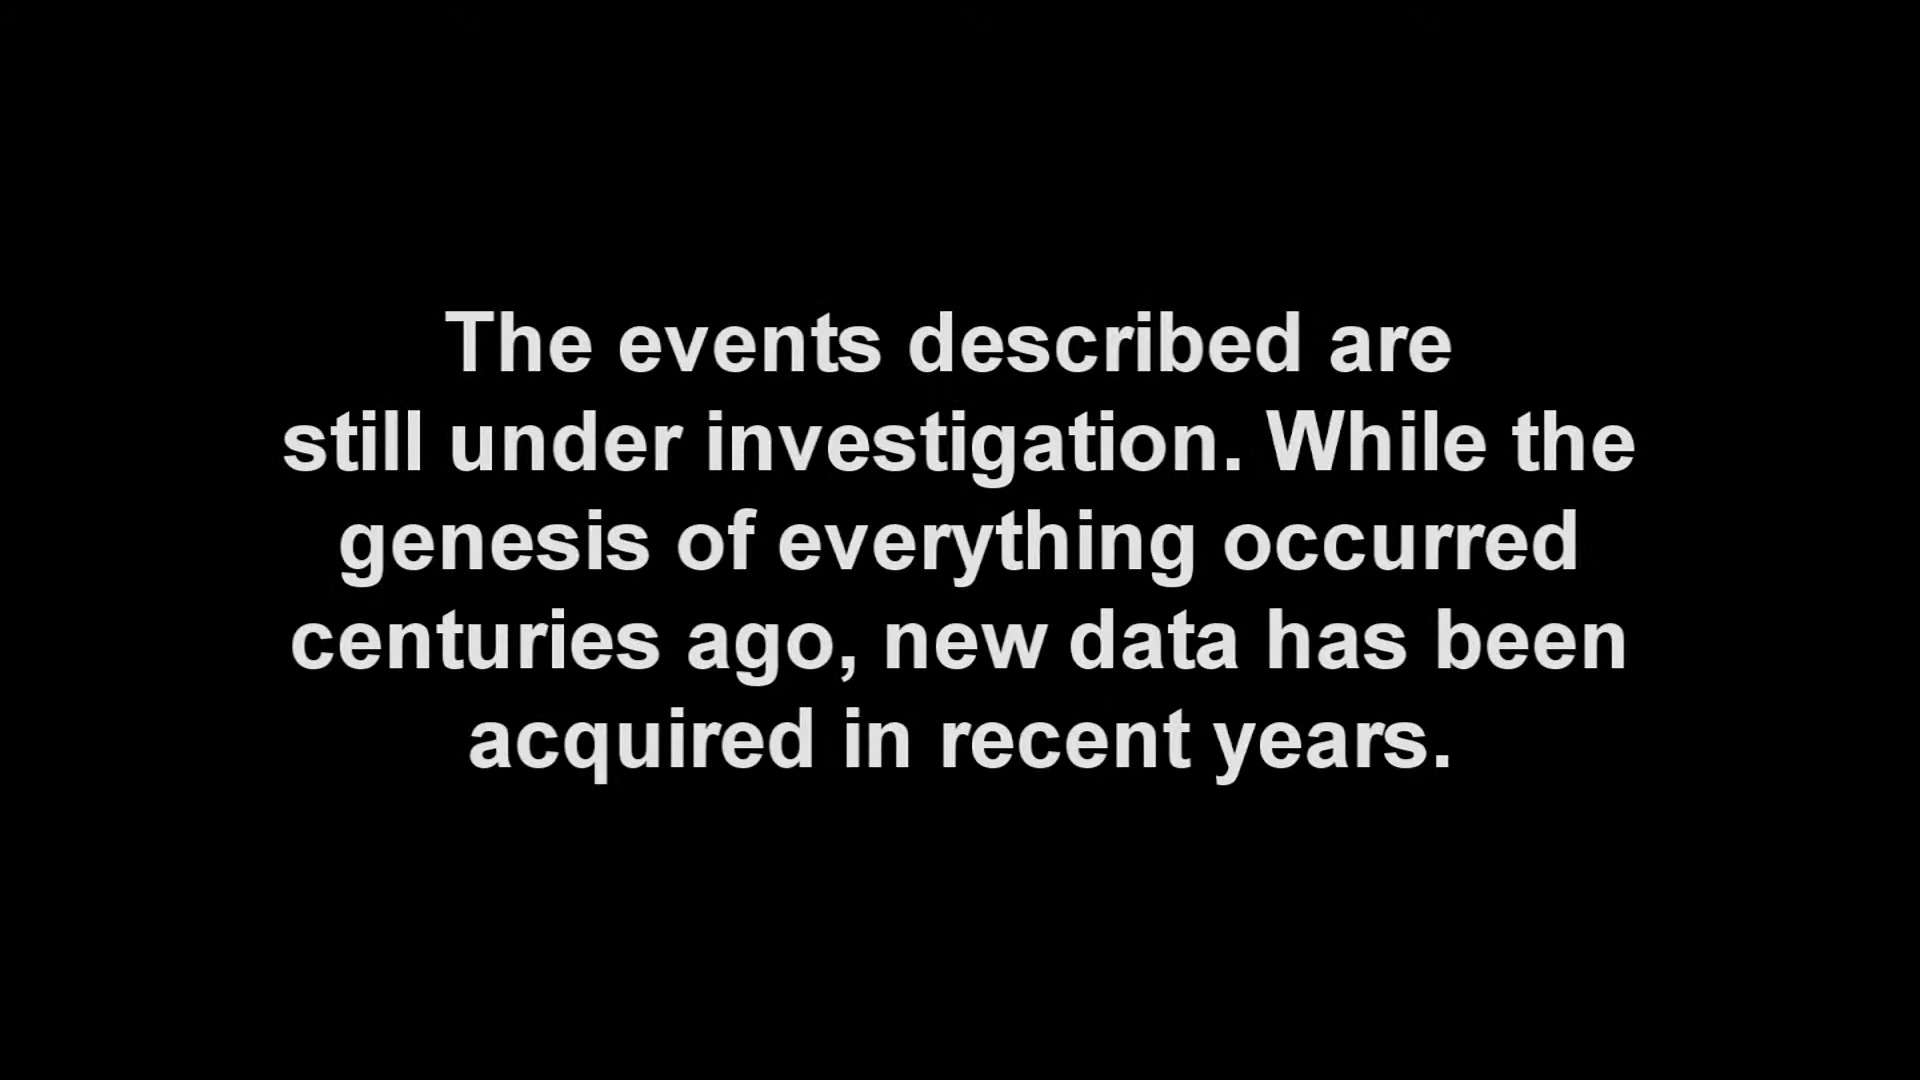 The events described are
still under investigation. While the
genesis of everything occurred
centuries ago, new data has been
acquired in recent years.